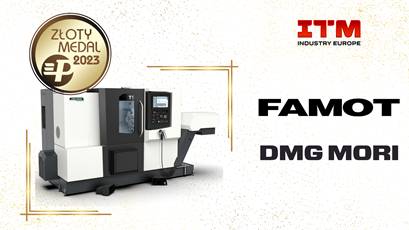 ZŁOTY
MEDAL
2023
ITM
INDUSTRY EUROPE
FAMOT
DMG MORI